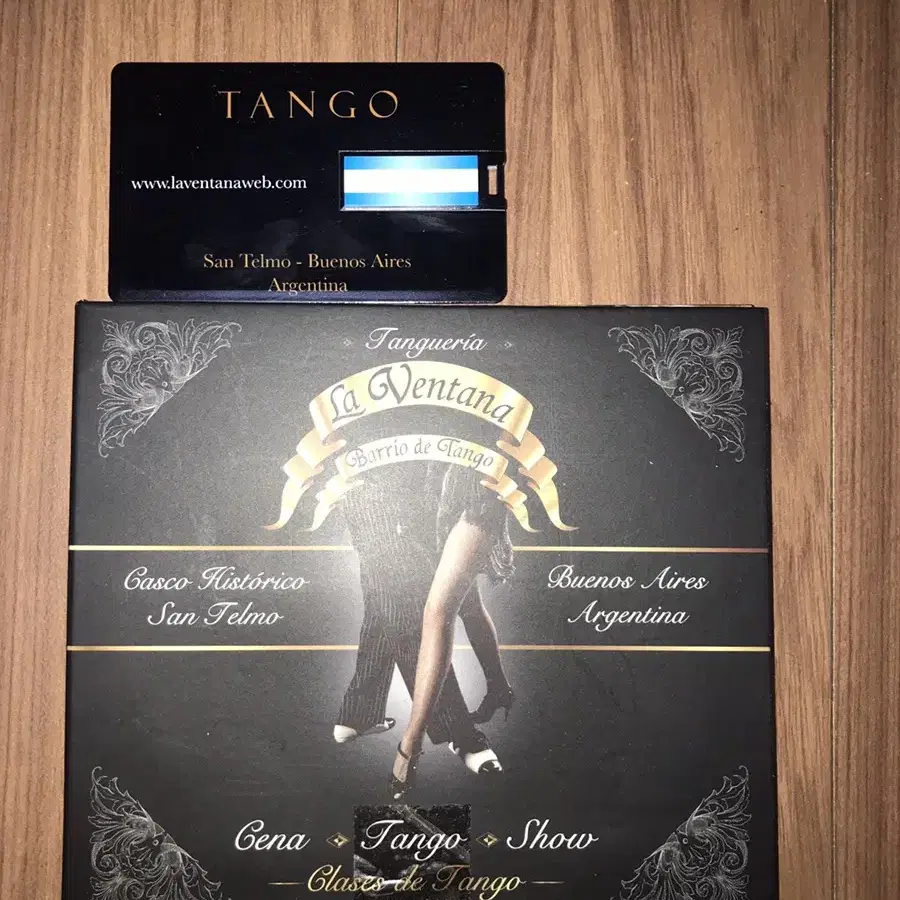 TANGO
www.laventanaweb.com
San Telmo - Buenos Aires
Argentina
Tanguería
La Ventana
Barrio de Tango
Casco Histórico
San Telmo
Buenos Aires
Argentina
Cena Tango Show
Clases de Tango